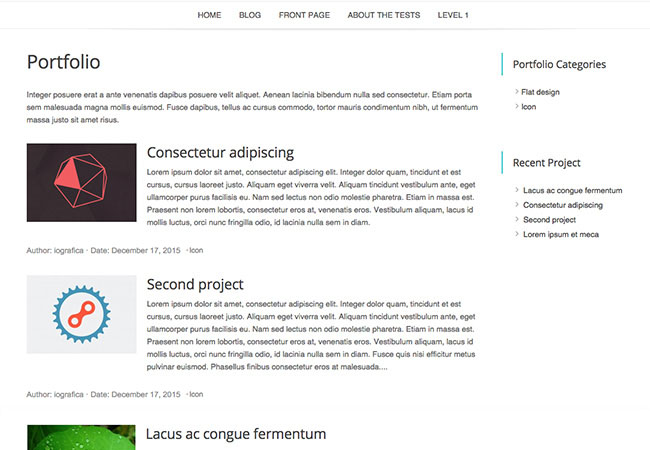 HOME BLOG FRONT PAGE ABOUT THE TESTS LEVEL 1
Portfolio
Integer posuere erat a ante venenatis dapibus posuere velit aliquet. Aenean lacinia bibendum nulla sed consectetur. Etiam porta
sem malesuada magna mollis euismod. Fusce dapibus, tellus ac cursus commodo, tortor mauris condimentum nibh, ut fermentum
massa justo sit amet risus.
Consectetur adipiscing
Lorem ipsum dolor sit amet, consectetur adipiscing elit. Integer dolor quam, tincidunt et est
cursus, cursus laoreet justo. Aliquam eget viverra velit. Aliquam tincidunt vestibulum ante, eget
ullamcorper purus facilisis eu. Nam sed lectus non odio molestie pharetra. Etiam in massa est.
Praesent non lorem lobortis, consectetur eros at, venenatis eros. Vestibulum aliquam, lacus id
mollis luctus, orci nunc fringilla odio, id lacinia nulla sem in diam.
Author: iografica · Date: December 17, 2015 · Icon
Second project
Lorem ipsum dolor sit amet, consectetur adipiscing elit. Integer dolor quam, tincidunt et est
cursus, cursus laoreet justo. Aliquam eget viverra velit. Aliquam tincidunt vestibulum ante, eget
ullamcorper purus facilisis eu. Nam sed lectus non odio molestie pharetra. Etiam in massa est.
Praesent non lorem lobortis, consectetur eros at, venenatis eros. Vestibulum aliquam, lacus id
mollis luctus, orci nunc fringilla odio, id lacinia nulla sem in diam. Fusce quis nisi efficitur metus
pulvinar euismod. Phasellus finibus consectetur eros at malesuada....
Author: iografica · Date: December 17, 2015 · Icon
Lacus ac congue fermentum
Portfolio Categories
Flat design
Icon
Recent Project
Lacus ac congue fermentum
Consectetur adipiscing
Second project
Lorem ipsum et meca